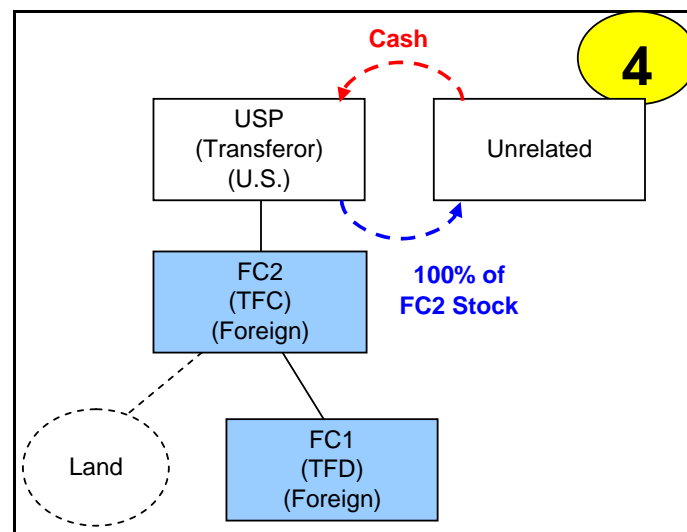 Cash
4
USP
(Transferor)
(U.S.)
Unrelated
FC2
(TFC)
(Foreign)
100% of
FC2 Stock
Land
FC1
(TFD)
(Foreign)